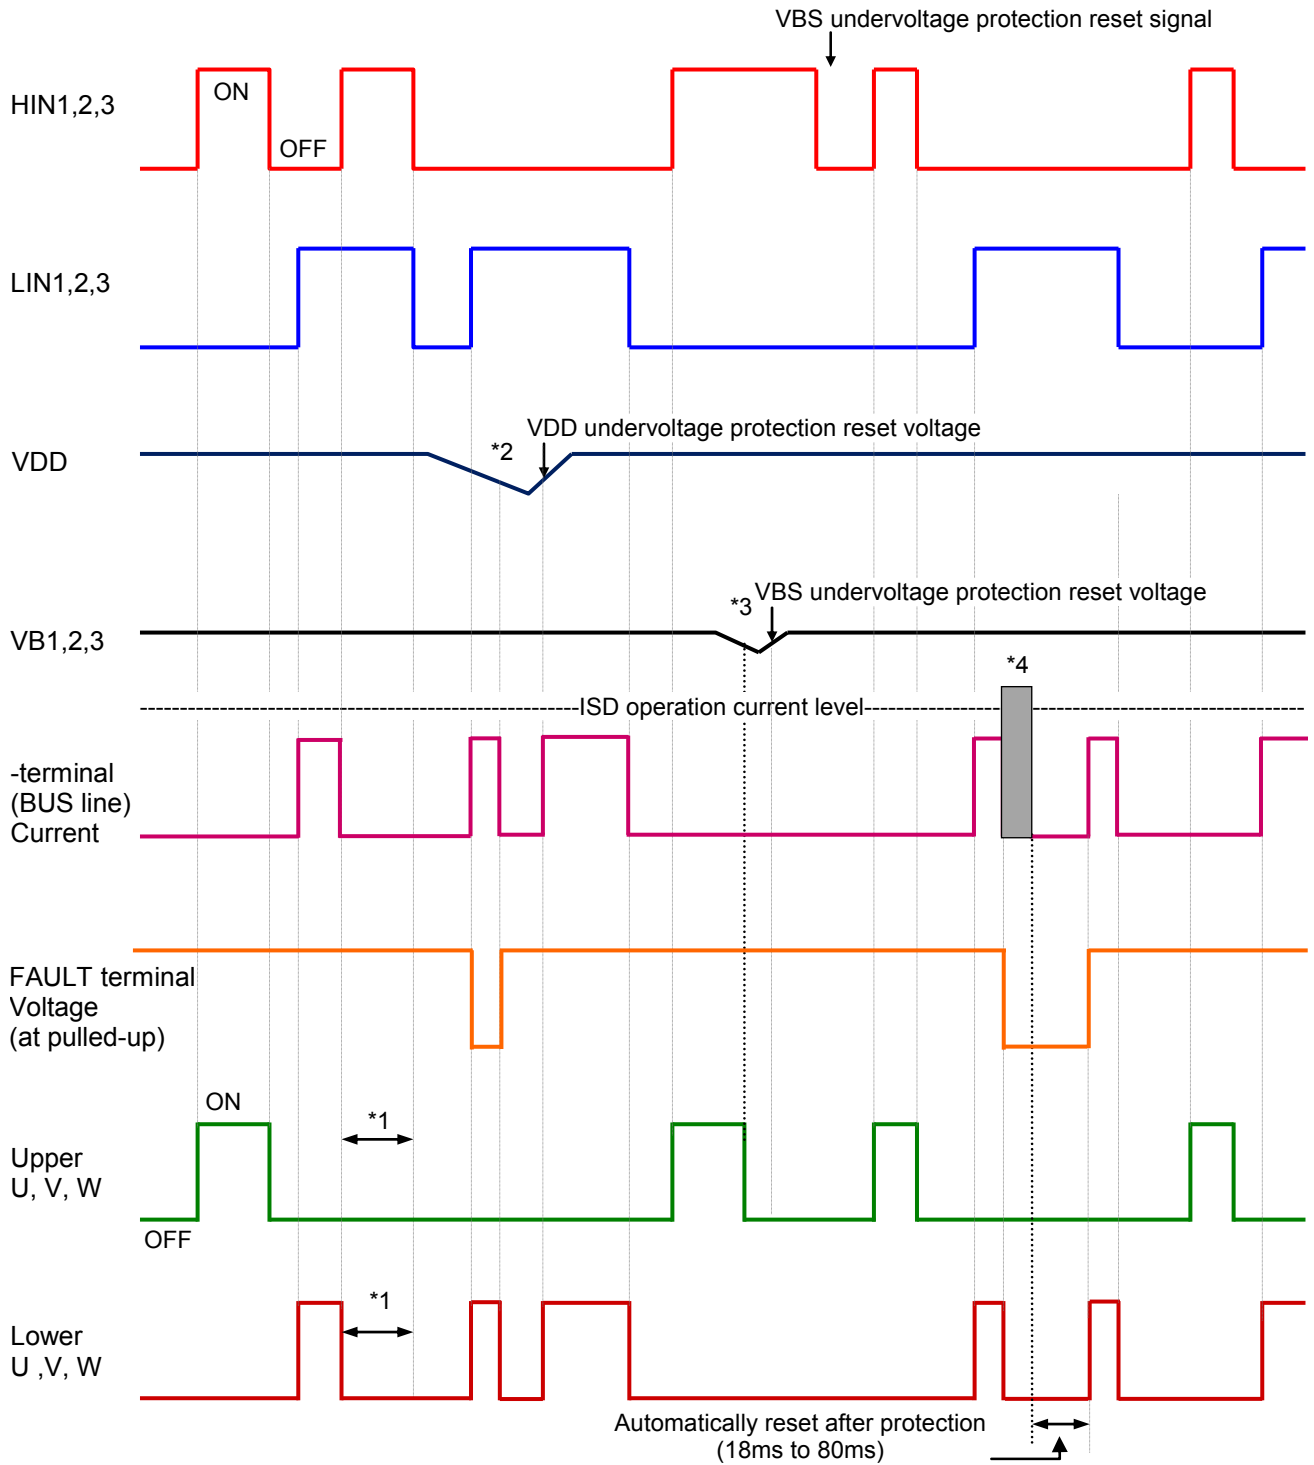 VBS undervoltage protection reset signal
HIN1,2,3
ON
OFF
LIN1,2,3
VDD undervoltage protection reset voltage
*2
VDD
VBS undervoltage protection reset voltage
*3
VB1,2,3
*4
ISD operation current level
-terminal
(BUS line)
Current
FAULT terminal
Voltage
(at pulled-up)
ON
*1
Upper
U, V, W
OFF
*1
Lower
U ,V, W
Automatically reset after protection
(18ms to 80ms)